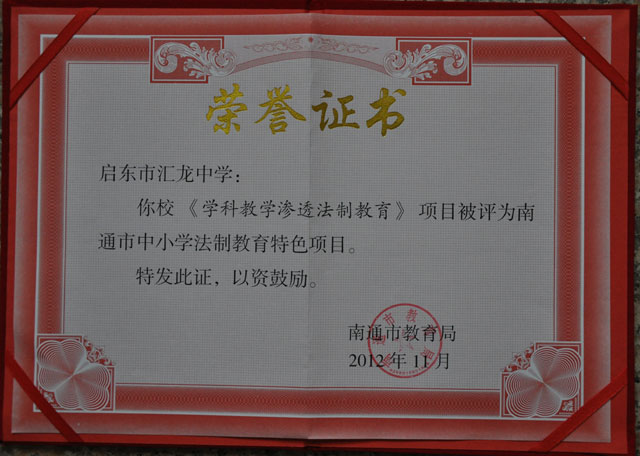 荣誉证书
启东市汇龙中学：
你校《学科教学渗透法制教育》项目被评为南
通市中小学法制教育特色项目。
特发此证，以资鼓励。
南通市教育局
2012年11月